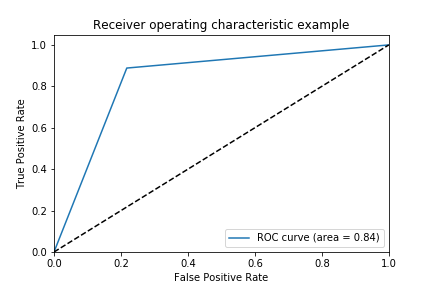 Receiver operating characteristic example
True Positive Rate
1.0
0.8
0.6
0.4
0.2
0.0
ROC curve (area = 0.84)
0.0 0.2 0.4 0.6 0.8 1.0
False Positive Rate